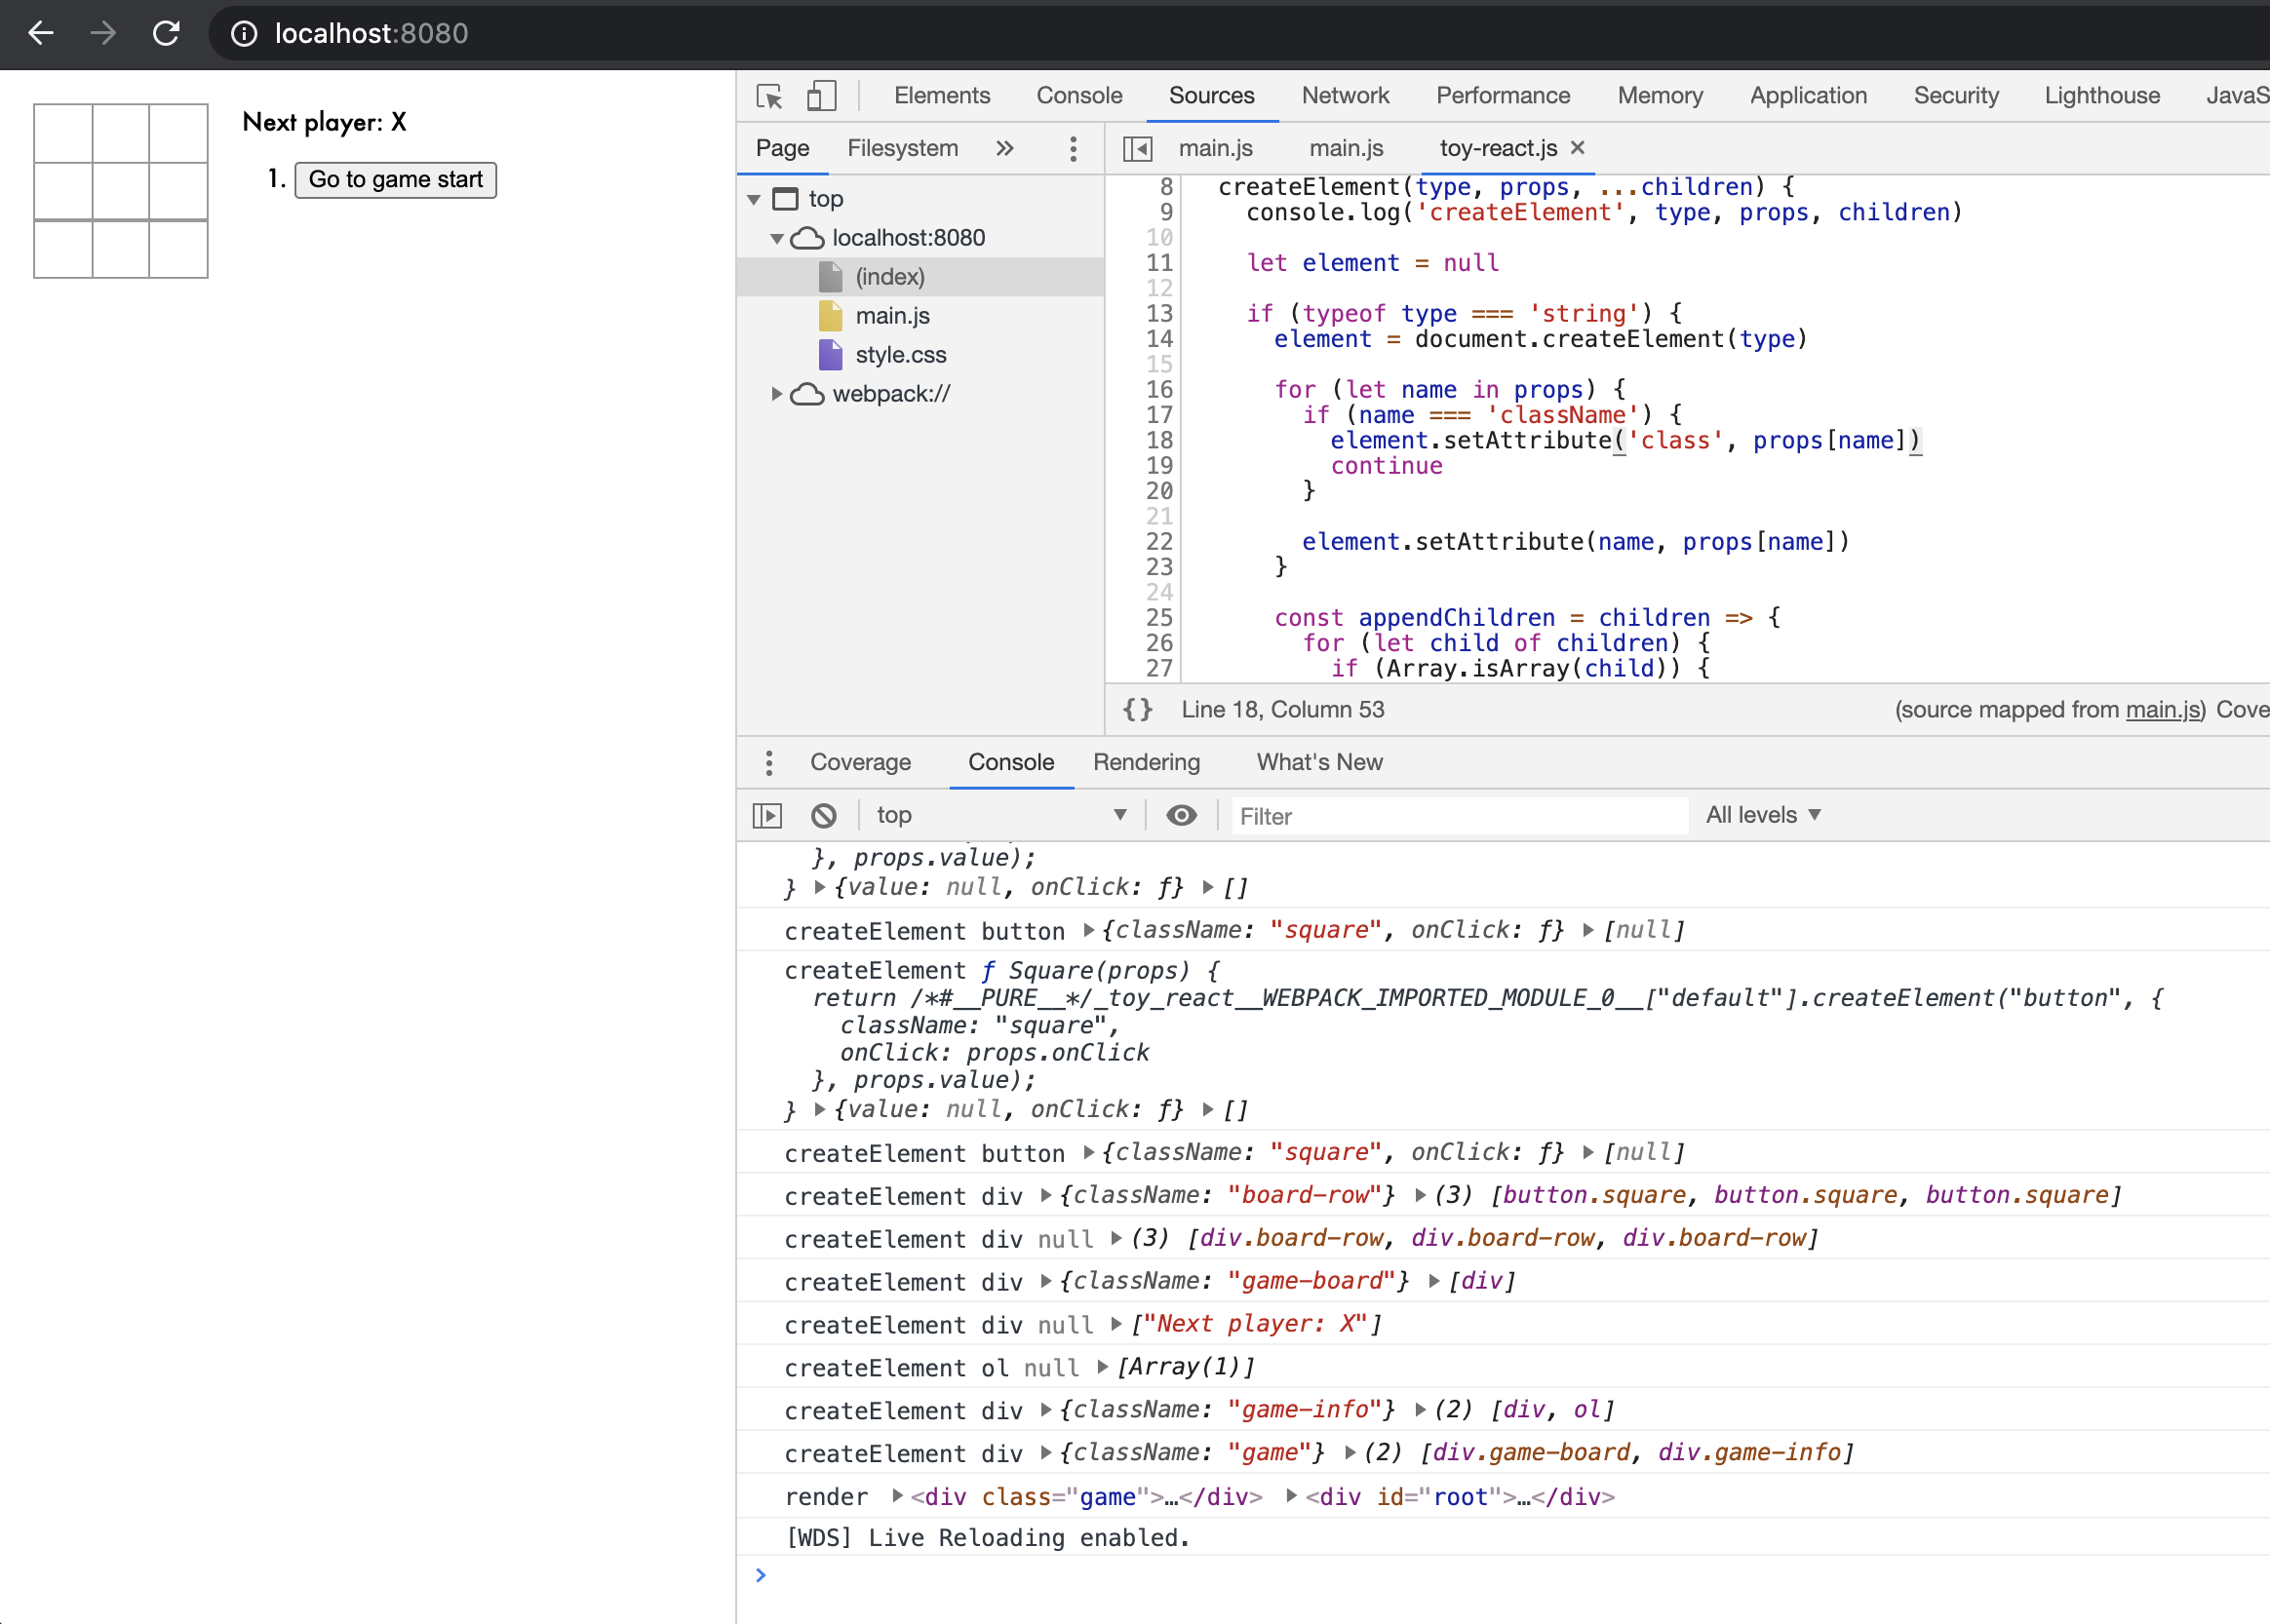 localhost:8080
Next player: X
1. Go to game start
Elements Console Sources Network Performance Memory Application Security Lighthouse
Page Filesystem »
main.js main.js toy-react.js ×
top
localhost:8080
(index)
main.js
style.css
webpack://
8 createElement(type, props, ...children) {
9 console.log('createElement', type, props, children)
10
11 let element = null
12
13 if (typeof type === 'string') {
14 element = document.createElement(type)
15
16 for (let name in props) {
17 if (name === 'className') {
18 element.setAttribute('class', props[name])
19 continue
20 }
21
22 element.setAttribute(name, props[name])
23 }
24
25 const appendChildren = children => {
26 for (let child of children) {
27 if (Array.isArray(child)) {
{} Line 18, Column 53 (source mapped from main.js) Cove
Coverage Console Rendering What's New
top Filter All levels
}, props.value);
} {value: null, onClick: ƒ} []
createElement button {className: "square", onClick: ƒ} [null]
createElement ƒ Square(props) {
return /*#__PURE__*/_toy_react__WEBPACK_IMPORTED_MODULE_0__["default"].createElement("button", {
className: "square",
onClick: props.onClick
}, props.value);
} {value: null, onClick: ƒ} []
createElement button {className: "square", onClick: ƒ} [null]
createElement div {className: "board-row"} (3) [button.square, button.square, button.square]
createElement div null (3) [div.board-row, div.board-row, div.board-row]
createElement div {className: "game-board"} [div]
createElement div null ["Next player: X"]
createElement ol null [Array(1)]
createElement div {className: "game-info"} (2) [div, ol]
createElement div {className: "game"} (2) [div.game-board, div.game-info]
render <div class="game">…</div> <div id="root">…</div>
[WDS] Live Reloading enabled.